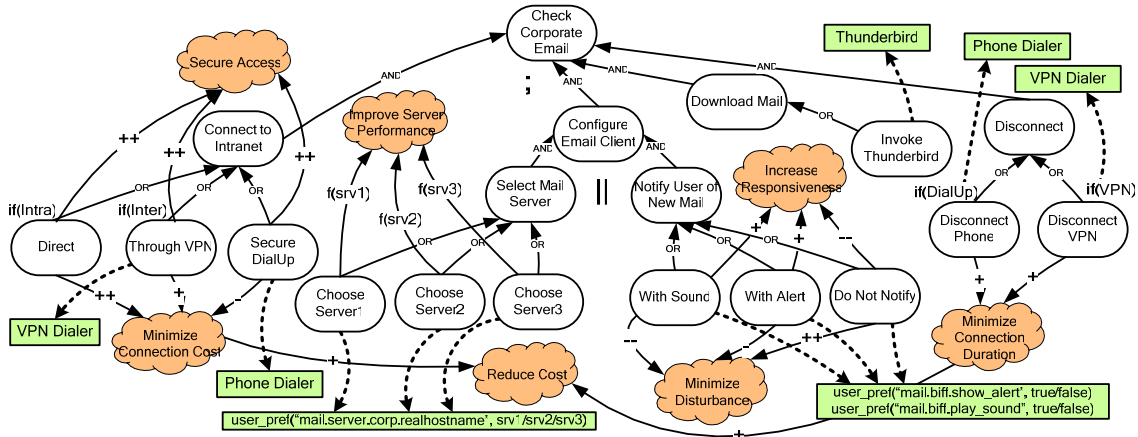 Check
Corporate
Email
Thunderbird
Phone Dialer
VPN Dialer
Secure Access
AND
AND
AND
AND
;
Download Mail
OR
Improve Server
Performance
Connect to
Intranet
Configure
Email Client
Invoke
Thunderbird
Disconnect
++
++
++
AND
AND
Increase
Responsiveness
f(srv1)
f(srv2)
f(srv3)
Select Mail
Server
||
Notify User of
New Mail
OR
OR
OR
OR
OR
if(Intra)
if(Inter)
if(DialUp)
if(VPN)
Direct
Through VPN
Secure
DialUp
OR
OR
OR
OR
OR
OR
+
+
--
Disconnect
Phone
Disconnect
VPN
Choose
Server1
Choose
Server2
Choose
Server3
With Sound
With Alert
Do Not Notify
++
+
-
+
+
VPN Dialer
Minimize
Connection Cost
--
-
++
Minimize
Connection
Duration
+
Phone Dialer
Reduce Cost
Minimize
Disturbance
user_pref("mail.server.corp.realhostname", srv1/srv2/srv3)
user_pref("mail.biff.show_alert", true/false)
user_pref("mail.biff.play_sound", true/false)
+